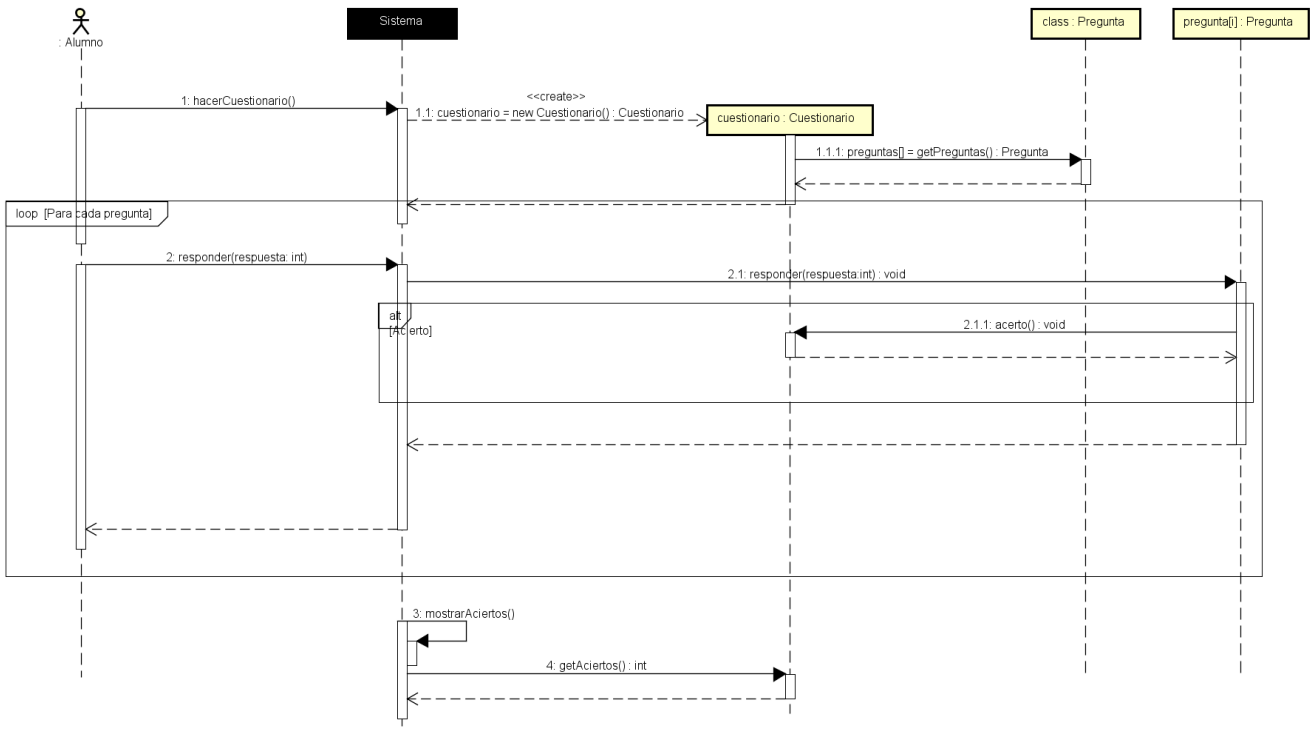 Sistema
class : Pregunta
pregunta[i] : Pregunta
: Alumno
<<create>>
1: hacerCuestionario()
1.1: cuestionario = new Cuestionario() : Cuestionario
cuestionario : Cuestionario
1.1.1: preguntas[] = getPreguntas() : Pregunta
loop [Para cada pregunta]
2: responder(respuesta: int)
2.1: responder(respuesta:int) : void
alt
[Acierto]
2.1.1: acerto() : void
3: mostrarAciertos()
4: getAciertos() : int